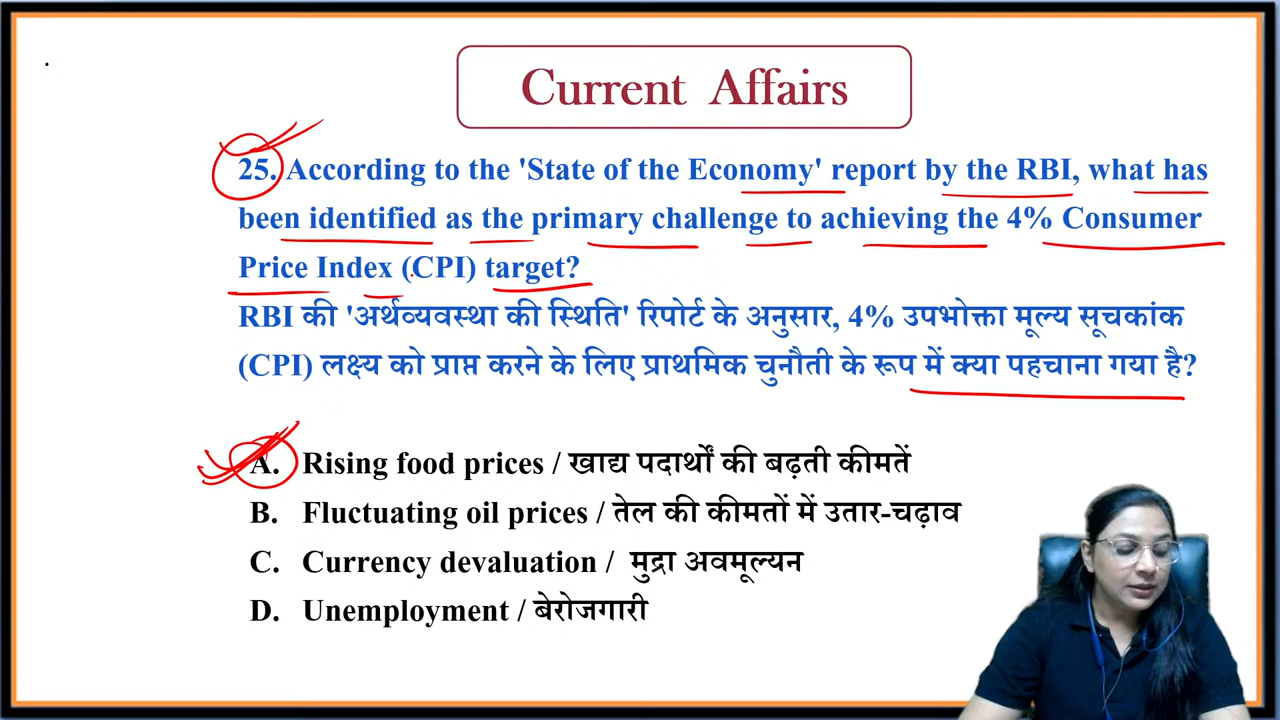 Current Affairs
25. According to the 'State of the Economy' report by the RBI, what has
been identified as the primary challenge to achieving the 4% Consumer
Price Index (CPI) target?
RBI की 'अर्थव्यवस्था की स्थिति' रिपोर्ट के अनुसार, 4% उपभोक्ता मूल्य सूचकांक
(CPI) लक्ष्य को प्राप्त करने के लिए प्राथमिक चुनौती के रूप में क्या पहचाना गया है?
A. Rising food prices / खाद्य पदार्थों की बढ़ती कीमतें
B. Fluctuating oil prices / तेल की कीमतों में उतार-चढ़ाव
C. Currency devaluation / मुद्रा अवमूल्यन
D. Unemployment / बेरोजगारी